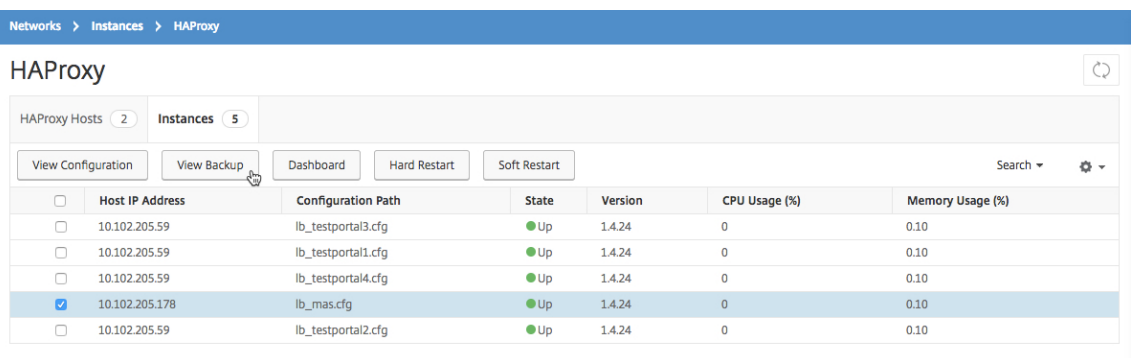 Networks > Instances > HAProxy
HAProxy
HAProxy Hosts 2 Instances 5
View Configuration View Backup Dashboard Hard Restart Soft Restart Search
Host IP Address Configuration Path State Version CPU Usage (%) Memory Usage (%)
10.102.205.59 lb_testportal3.cfg Up 1.4.24 0 0.10
10.102.205.59 lb_testportal1.cfg Up 1.4.24 0 0.10
10.102.205.59 lb_testportal4.cfg Up 1.4.24 0 0.10
10.102.205.178 lb_mas.cfg Up 1.4.24 0 0.10
10.102.205.59 lb_testportal2.cfg Up 1.4.24 0 0.10